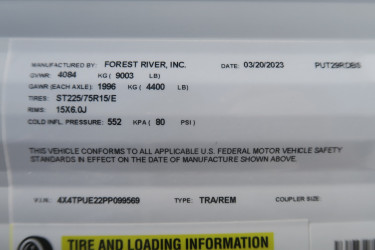 MANUFACTURED BY: FOREST RIVER, INC. DATE: 03/20/2023
GVWR: 4084 KG ( 9003 LB)
GAWR (EACH AXLE): 1996 KG ( 4400 LB)
TIRES: ST225/75R15/E
RIMS: 15X6.0J
COLD INFL. PRESSURE: 552 KPA ( 80 PSI)
THIS VEHICLE CONFORMS TO ALL APPLICABLE U.S. FEDERAL MOTOR VEHICLE SAFETY
STANDARDS IN EFFECT ON THE DATE OF MANUFACTURE SHOWN ABOVE.
V.I.N.: 4X4TPUE22PP099569 TYPE: TRA/REM COUPLER SIZE:
TIRE AND LOADING INFORMATION